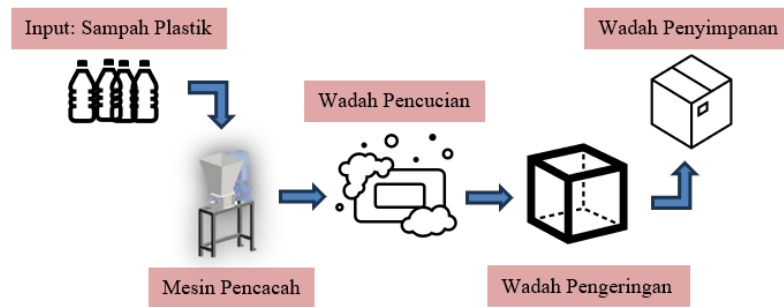 Input: Sampah Plastik
Wadah Penyimpanan
Wadah Pencucian
Mesin Pencacah
Wadah Pengeringan